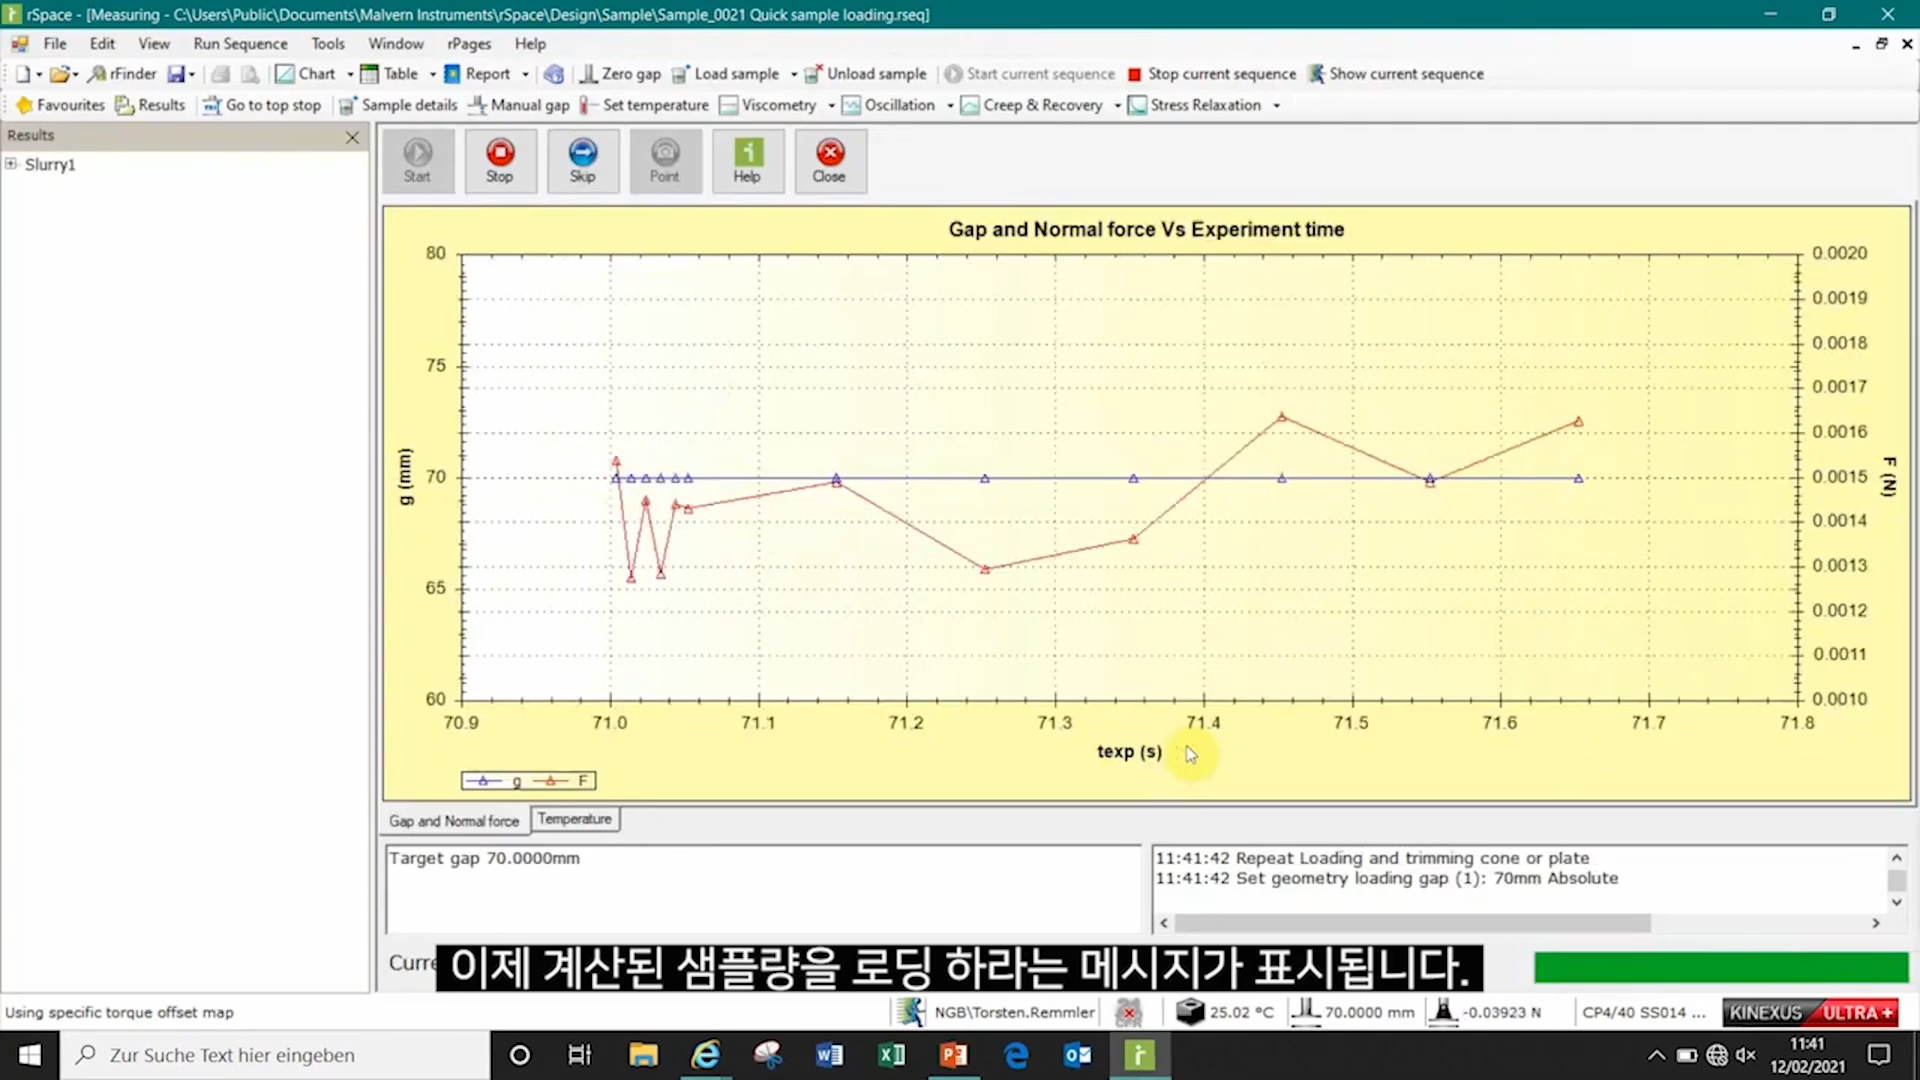 rSpace - [Measuring - C:\Users\Public\Documents\Malvern Instruments\rSpace\Design\Sample\Sample_0021 Quick sample loading.rseq]
File Edit View Run Sequence Tools Window rPages Help
rFinder Chart Table Report Zero gap Load sample Unload sample Start current sequence Stop current sequence Show current sequence
Favourites Results Go to top stop Sample details Manual gap Set temperature Viscometry Oscillation Creep & Recovery Stress Relaxation
Results
Slurry1
Start Stop Skip Point Help Close
Gap and Normal force Vs Experiment time
80 0.0020
0.0019
0.0018
75
0.0017
0.0016
g (mm) 70 0.0015 F (N)
0.0014
0.0013
65
0.0012
0.0011
60 0.0010
70.9 71.0 71.1 71.2 71.3 71.4 71.5 71.6 71.7 71.8
texp (s)
g F
Gap and Normal force Temperature
Target gap 70.0000mm
11:41:42 Repeat Loading and trimming cone or plate
11:41:42 Set geometry loading gap (1): 70mm Absolute
이제 계산된 샘플량을 로딩 하라는 메시지가 표시됩니다.
Using specific torque offset map NGB\Torsten.Remmler 25.02 °C 70.0000 mm -0.03923 N CP4/40 SS014 ... KINEXUS ULTRA+
Zur Suche Text hier eingeben
11:41
12/02/2021